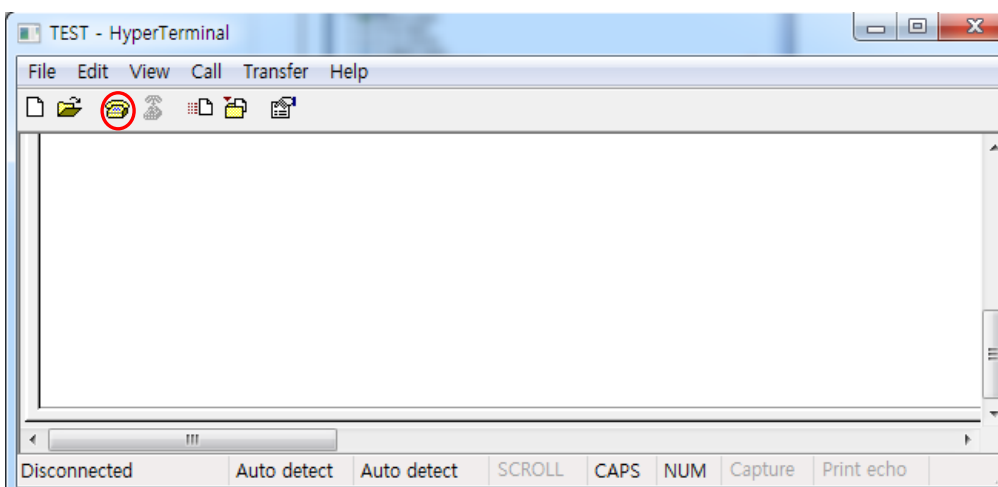 TEST - HyperTerminal
File Edit View Call Transfer Help
Disconnected Auto detect Auto detect SCROLL CAPS NUM Capture Print echo